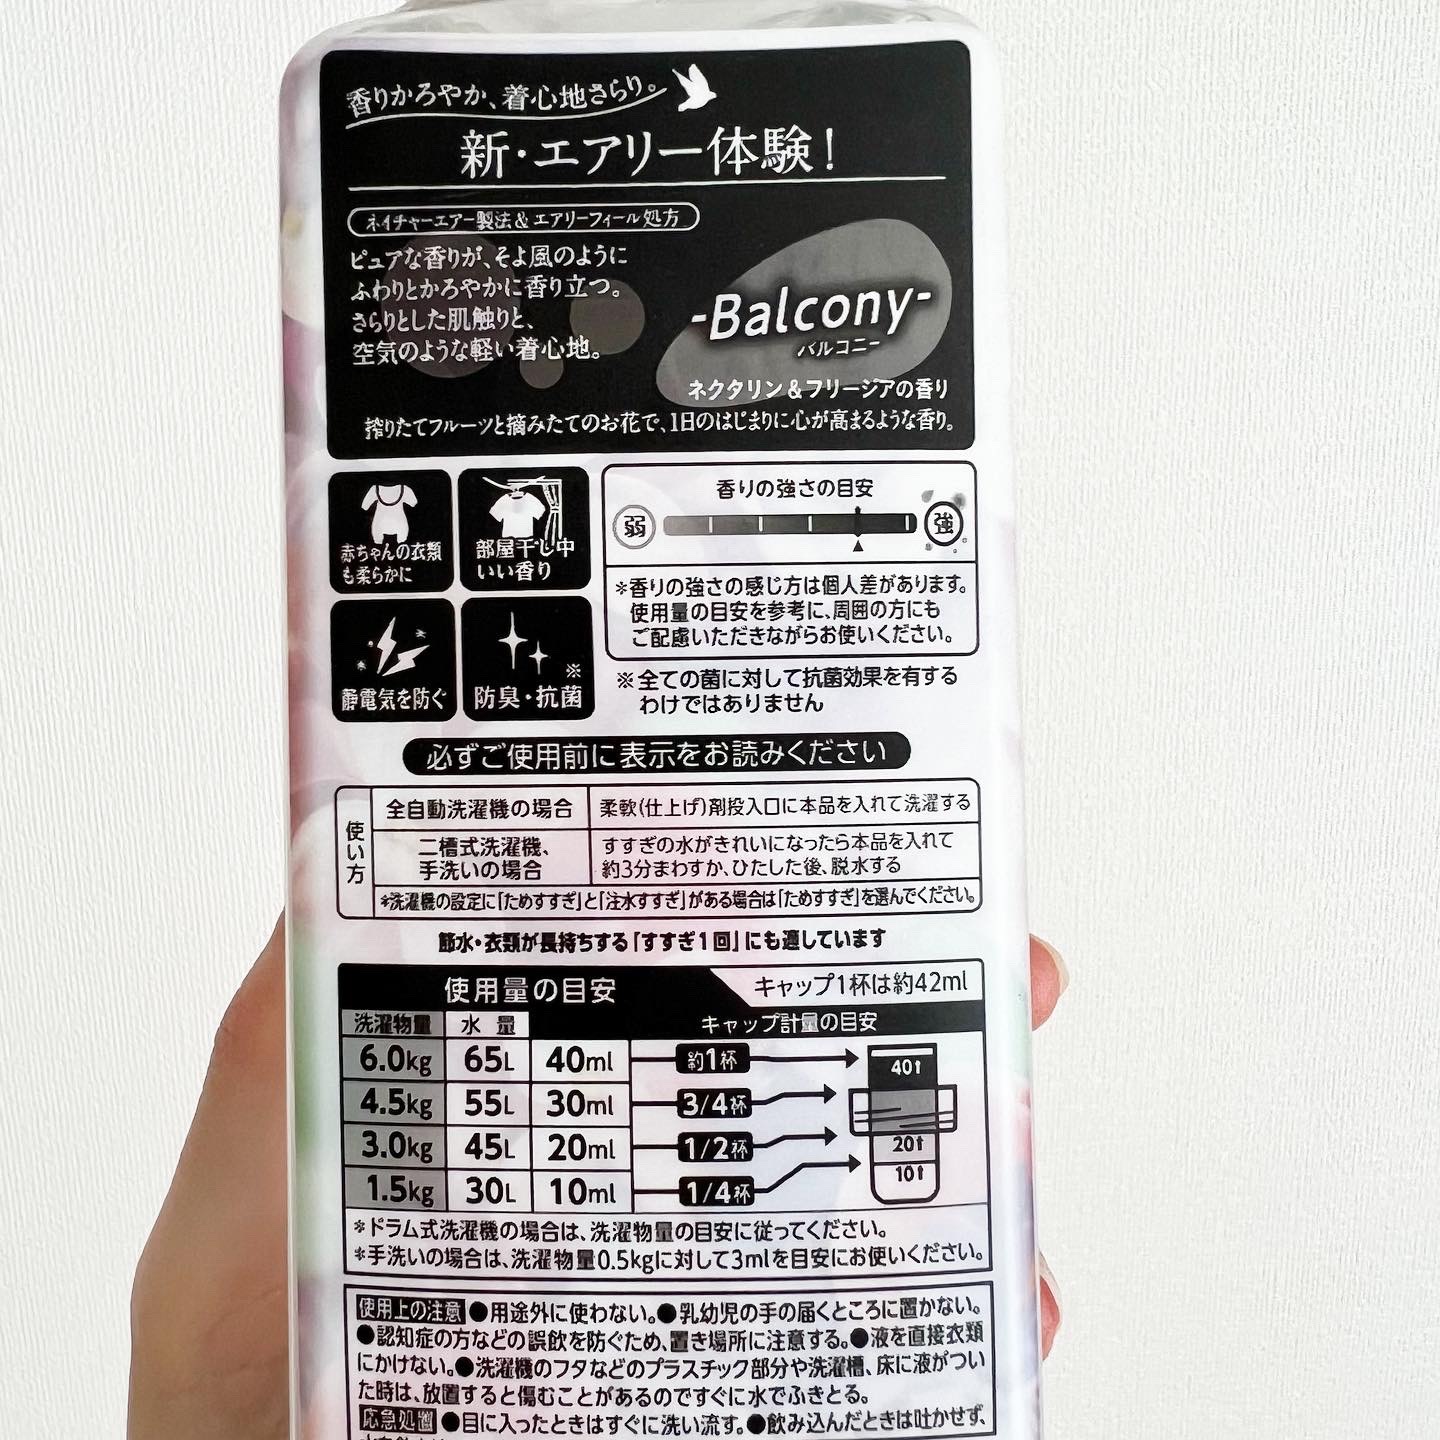 香りかろやか、着心地さらり。
新・エアリー体験!
ネイチャーエアー製法&エアリーフィール処方
ピュアな香りが、そよ風のように
ふわりとかろやかに香り立つ。
さらりとした肌触りと、
空気のような軽い着心地。
-Balcony-
バルコニー
ネクタリン&フリージアの香り
搾りたてフルーツと摘みたてのお花で、1日のはじまりに心が高まるような香り。
赤ちゃんの衣類
も柔らかに
部屋干し中
いい香り
静電気を防ぐ
※
防臭・抗菌
香りの強さの目安
弱
強
*香りの強さの感じ方は個人差があります。
使用量の目安を参考に、周囲の方にも
ご配慮いただきながらお使いください。
※全ての菌に対して抗菌効果を有する
わけではありません
必ずご使用前に表示をお読みください
使い方
全自動洗濯機の場合 柔軟(仕上げ)剤投入口に本品を入れて洗濯する
二槽式洗濯機、
手洗いの場合
すすぎの水がきれいになったら本品を入れて
約3分まわすか、ひたした後、脱水する
*洗濯機の設定に「ためすすぎ」と「注水すすぎ」がある場合は「ためすすぎ」を選んでください。
節水・衣類が長持ちする「すすぎ1回」にも適しています
使用量の目安 キャップ1杯は約42ml
洗濯物量 水量 キャップ計量の目安
6.0kg 65L 40ml 約1杯
4.5kg 55L 30ml 3/4杯
3.0kg 45L 20ml 1/2杯
1.5kg 30L 10ml 1/4杯
40↑
20↑
10↑
*ドラム式洗濯機の場合は、洗濯物量の目安に従ってください。
*手洗いの場合は、洗濯物量0.5kgに対して3mlを目安にお使いください。
使用上の注意 ●用途外に使わない。●乳幼児の手の届くところに置かない。
●認知症の方などの誤飲を防ぐため、置き場所に注意する。●液を直接衣類
にかけない。●洗濯機のフタなどのプラスチック部分や洗濯槽、床に液がつい
た時は、放置すると傷むことがあるのですぐに水でふきとる。
応急処置 ●目に入ったときはすぐに洗い流す。●飲み込んだときは吐かせず、